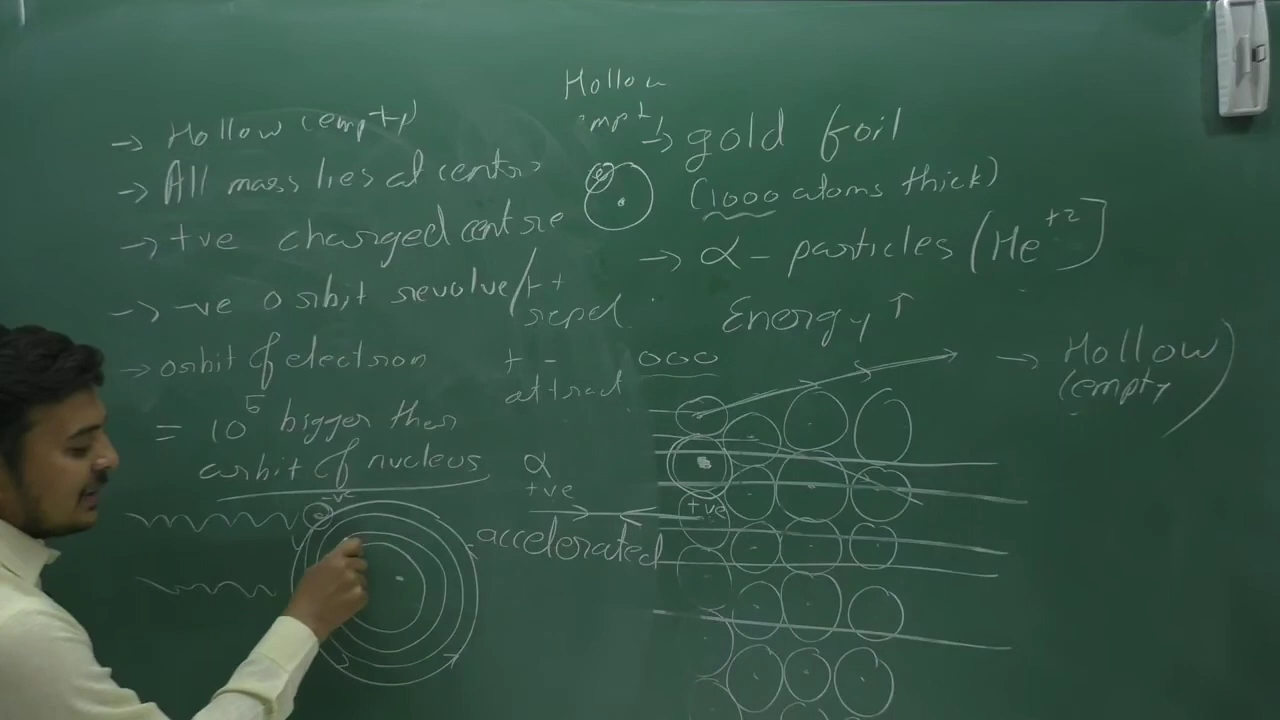 → Hollow (empty)
→ All mass lies at centre
→ +ve charged centre
→ -ve orbit revolve/
+ +
repel
→ orbit of electron
+ -
attract
= 10^5 bigger then
orbit of nucleus
-ve
accelerated
α
+ve
Hollow
empt
e
→ gold foil
(1000 atoms thick)
→ α - particles (He^+2]
Energy ↑
→ Hollow
(empty)
+ve